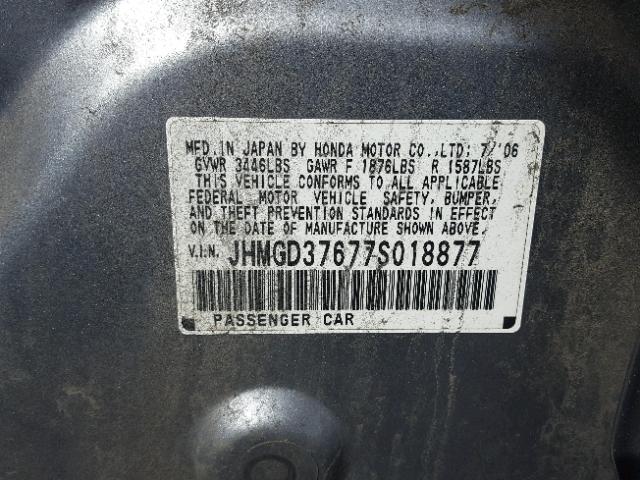 MFD.IN JAPAN BY HONDA MOTOR CO.,LTD: 7/'06
GVWR 3446LBS GAWR F 1876LBS R 1587LBS
THIS VEHICLE CONFORMS TO ALL APPLICABLE
FEDERAL MOTOR VEHICLE SAFETY, BUMPER,
AND THEFT PREVENTION STANDARDS IN EFFECT
ON THE DATE OF MANUFACTURE SHOWN ABOVE.
V.I.N. JHMGD37677S018877
PASSENGER CAR